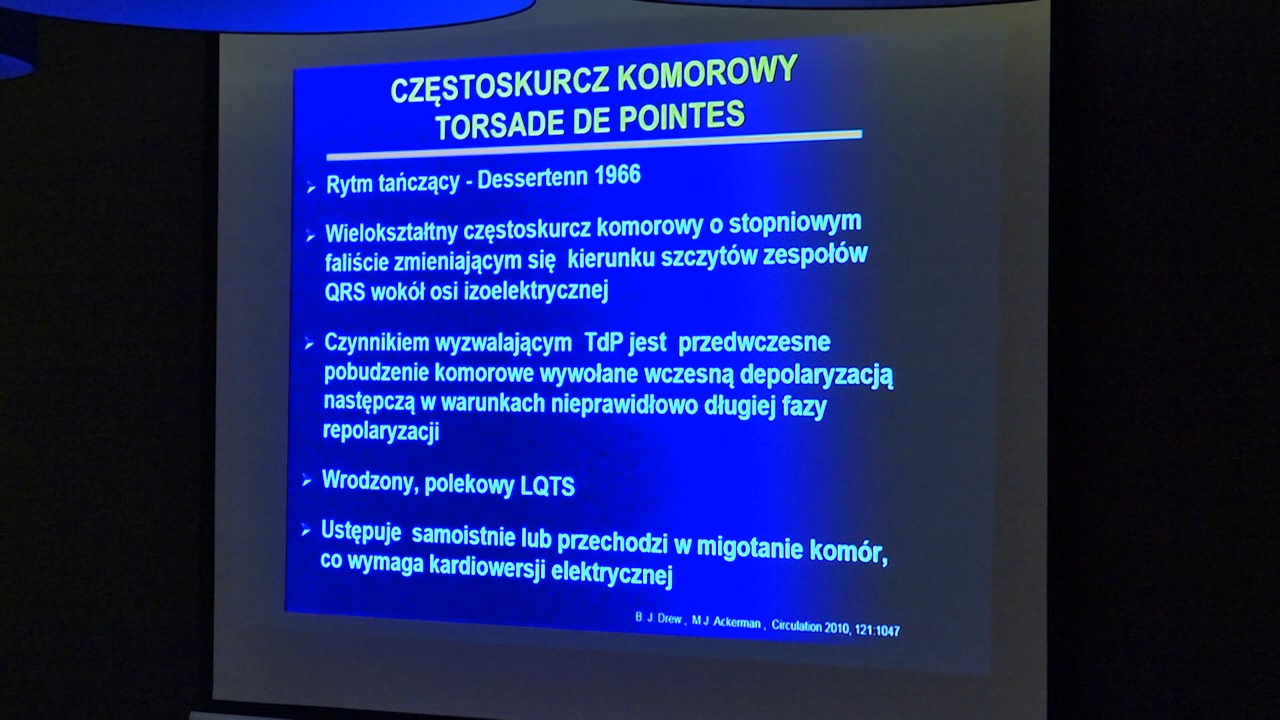 CZĘSTOSKURCZ KOMOROWY
TORSADE DE POINTES
Rytm tańczący - Dessertenn 1966
Wielokształtny częstoskurcz komorowy o stopniowym
faliście zmieniającym się kierunku szczytów zespołów
QRS wokół osi izoelektrycznej
Czynnikiem wyzwalającym TdP jest przedwczesne
pobudzenie komorowe wywołane wczesną depolaryzacją
następczą w warunkach nieprawidłowo długiej fazy
repolaryzacji
Wrodzony, polekowy LQTS
Ustępuje samoistnie lub przechodzi w migotanie komór,
co wymaga kardiowersji elektrycznej
B. J. Drew, M.J. Ackerman, Circulation 2010, 121:1047